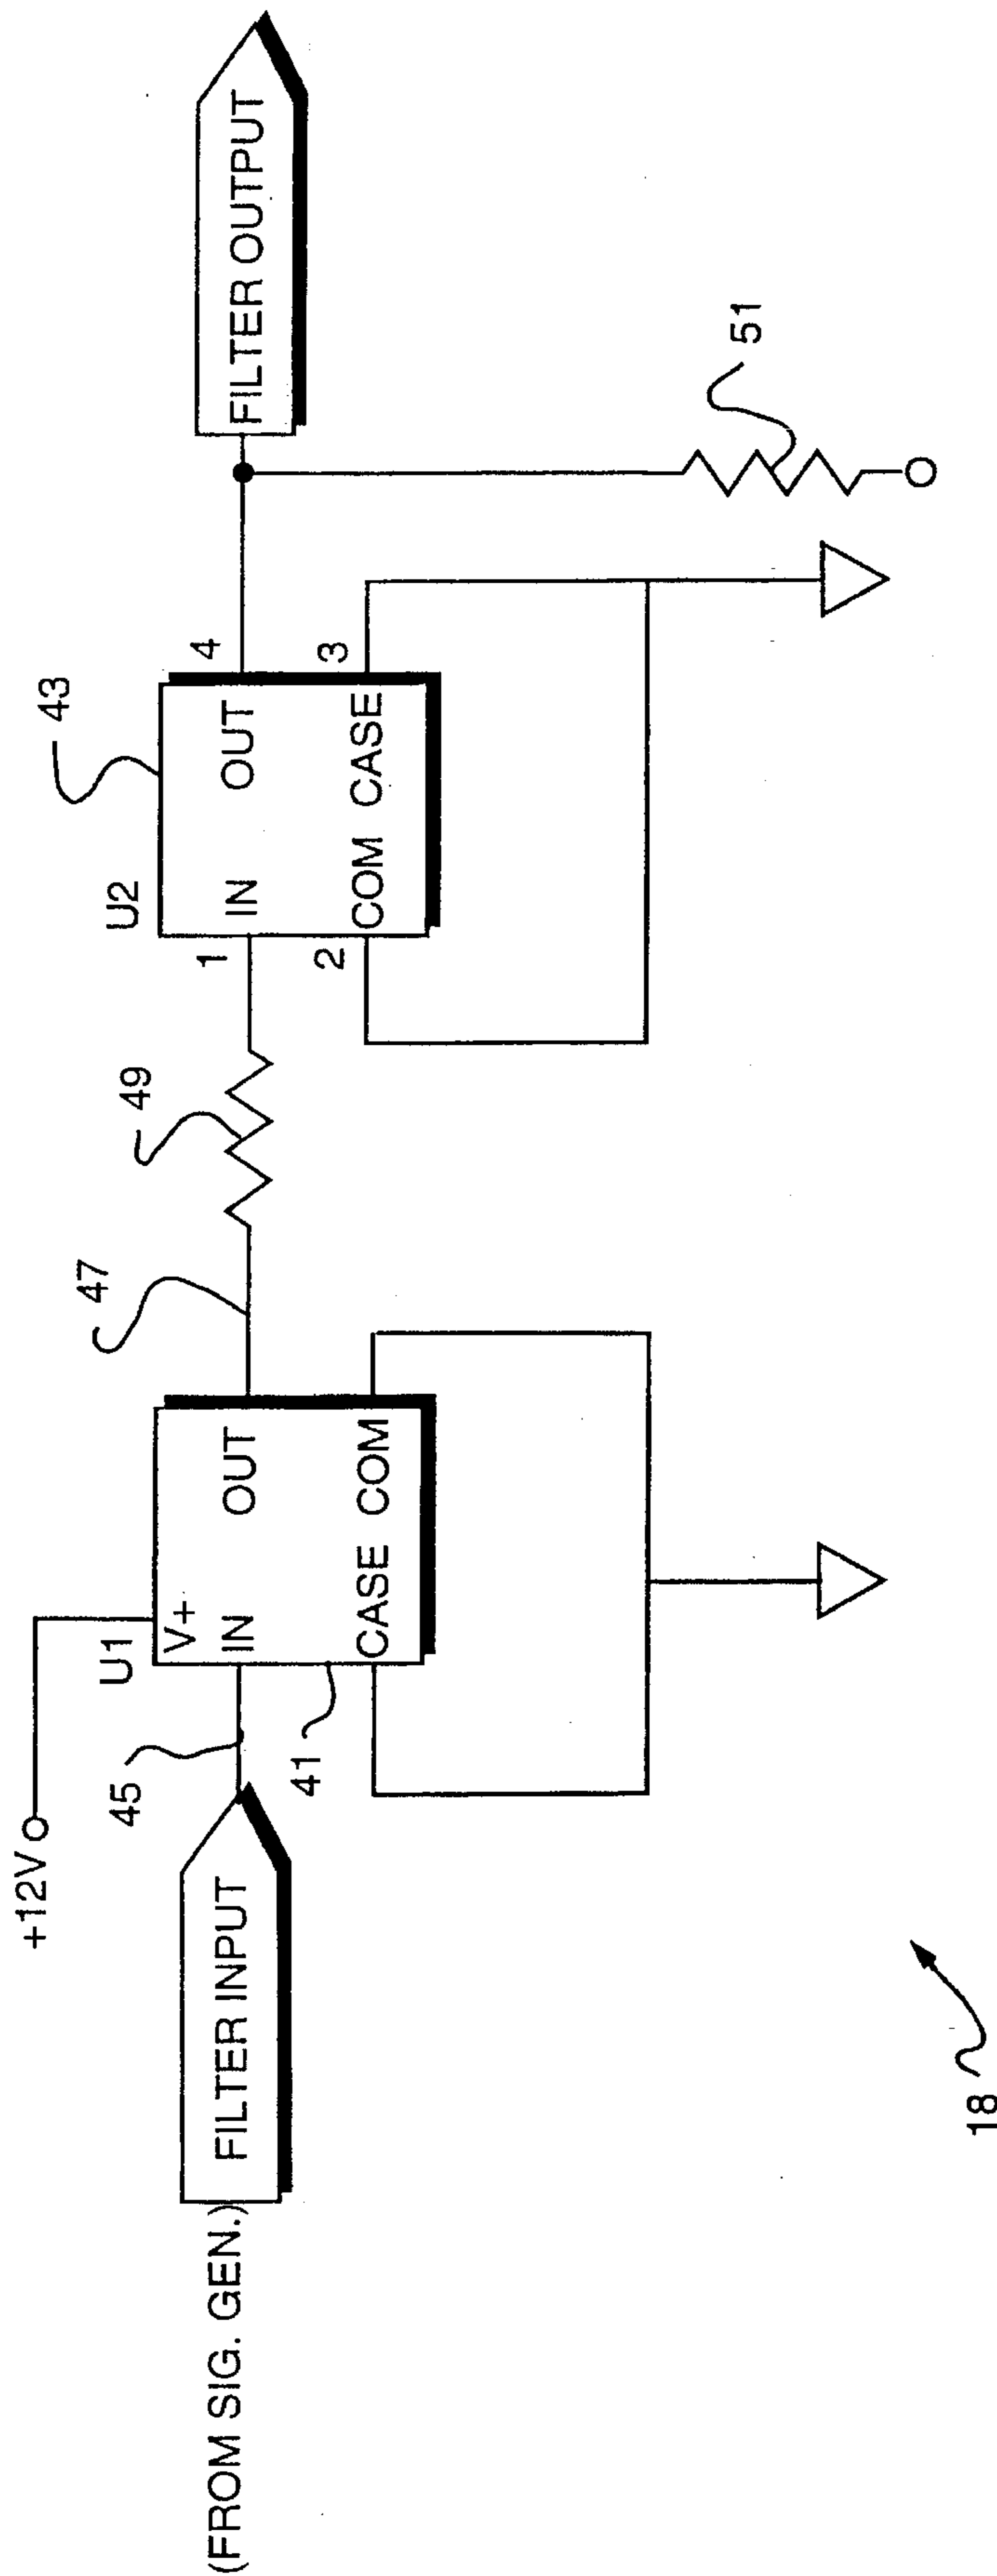 +12V
U1
V+
IN OUT
CASE COM
41
45
(FROM SIG. GEN.)
FILTER INPUT
47
49
43
U2
1
2
IN OUT
COM CASE
4
3
FILTER OUTPUT
51
18